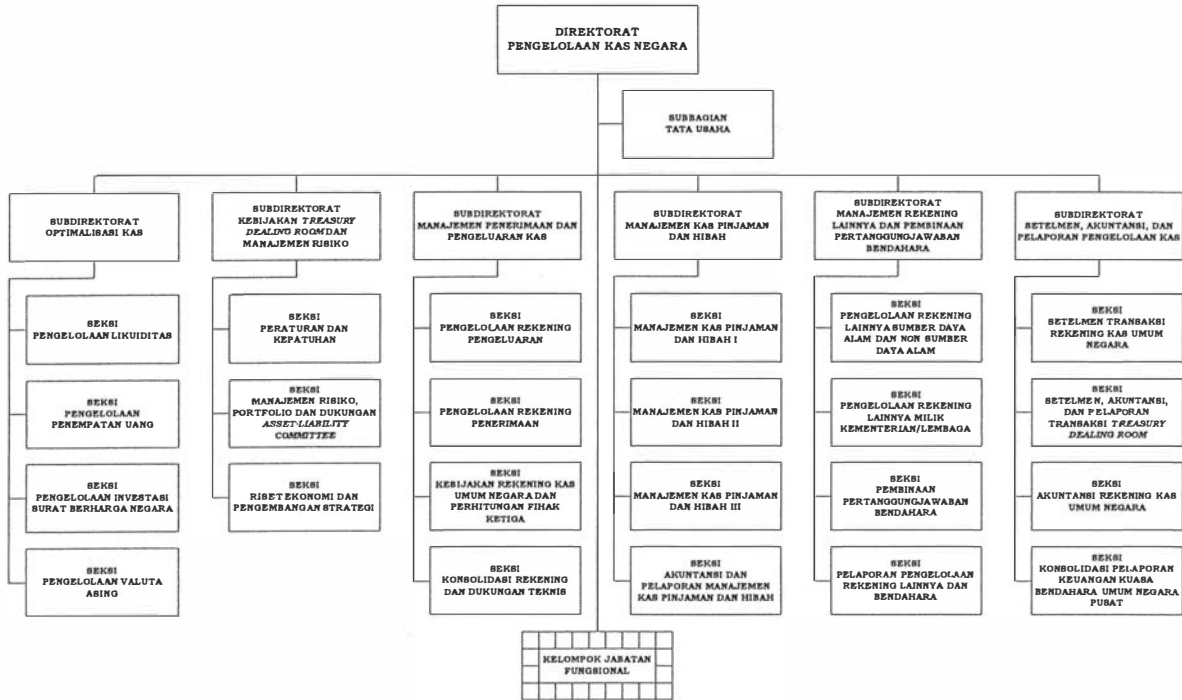 DIREKTORAT
PENGELOLAAN KAS NEGARA
SUBBAGIAN
TATA USAHA
SUBDIREKTORAT
OPTIMALISASI KAS
SEKSI
PENGELOLAAN LIKUIDITAS
SEKSI
PENGELOLAAN
PENEMPATAN UANG
SEKSI
PENGELOLAAN INVESTASI
SURAT BERHARGA NEGARA
SEKSI
PENGELOLAAN VALUTA
ASING
SUBDIREKTORAT
KEBIJAKAN TREASURY
DEALING ROOM DAN
MANAJEMEN RISIKO
SEKSI
PERATURAN DAN
KEPATUHAN
SEKSI
MANAJEMEN RISIKO,
PORTFOLIO DAN DUKUNGAN
ASSET-LIABILITY
COMMITTEE
SEKSI
RISET EKONOMI DAN
PENGEMBANGAN STRATEGI
SUBDIREKTORAT
MANAJEMEN PENERIMAAN DAN
PENGELUARAN KAS
SEKSI
PENGELOLAAN REKENING
PENGELUARAN
SEKSI
PENGELOLAAN REKENING
PENERIMAAN
SEKSI
KEBIJAKAN REKENING KAS
UMUM NEGARA DAN
PERHITUNGAN FIHAK
KETIGA
SEKSI
KONSOLIDASI REKENING
DAN DUKUNGAN TEKNIS
SUBDIREKTORAT
MANAJEMEN KAS PINJAMAN
DAN HIBAH
SEKSI
MANAJEMEN KAS PINJAMAN
DAN HIBAH I
SEKSI
MANAJEMEN KAS PINJAMAN
DAN HIBAH II
SEKSI
MANAJEMEN KAS PINJAMAN
DAN HIBAH III
SEKSI
AKUNTANSI DAN
PELAPORAN MANAJEMEN
KAS PINJAMAN DAN HIBAH
SUBDIREKTORAT
MANAJEMEN REKENING
LAINNYA DAN PEMBINAAN
PERTANGGUNGJAWABAN
BENDAHARA
SEKSI
PENGELOLAAN REKENING
LAINNYA SUMBER DAYA
ALAM DAN NON SUMBER
DAYA ALAM
SEKSI
PENGELOLAAN REKENING
LAINNYA MILIK
KEMENTERIAN/LEMBAGA
SEKSI
PEMBINAAN
PERTANGGUNGJAWABAN
BENDAHARA
SEKSI
PELAPORAN PENGELOLAAN
REKENING LAINNYA DAN
BENDAHARA
SUBDIREKTORAT
SETELMEN, AKUNTANSI, DAN
PELAPORAN PENGELOLAAN KAS
SEKSI
SETELMEN TRANSAKSI
REKENING KAS UMUM
NEGARA
SEKSI
SETELMEN, AKUNTANSI,
DAN PELAPORAN
TRANSAKSI TREASURY
DEALING ROOM
SEKSI
AKUNTANSI REKENING KAS
UMUM NEGARA
SEKSI
KONSOLIDASI PELAPORAN
KEUANGAN KUASA
BENDAHARA UMUM NEGARA
PUSAT
KELOMPOK JABATAN
FUNGSIONAL